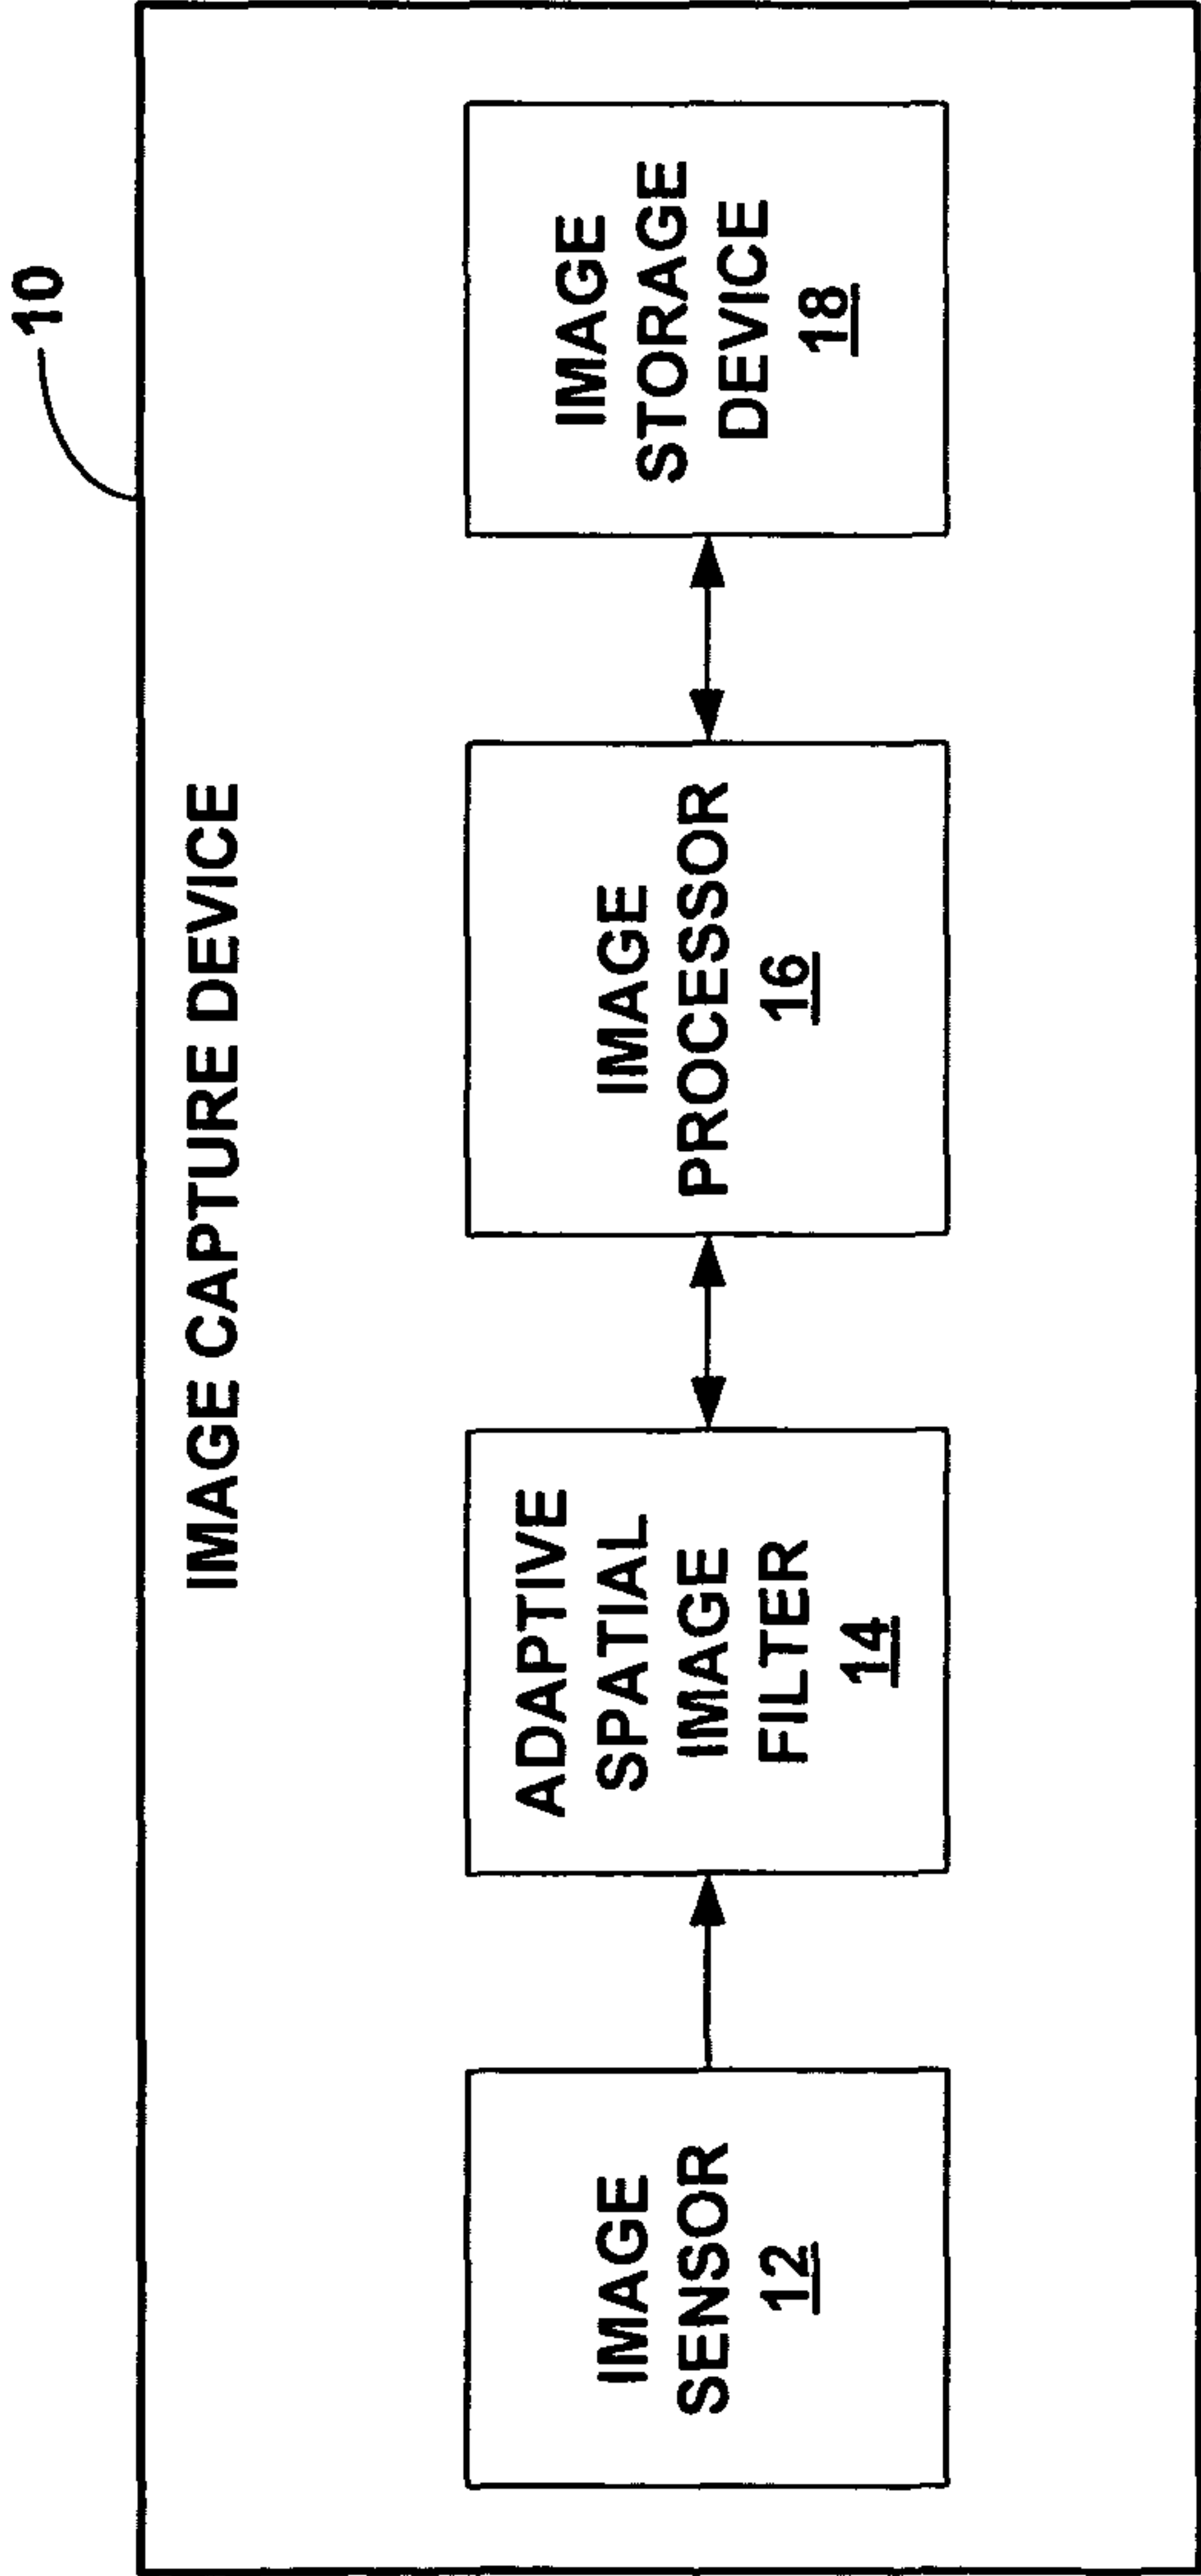 10
IMAGE CAPTURE DEVICE
IMAGE
SENSOR
12
ADAPTIVE
SPATIAL
IMAGE
FILTER
14
IMAGE
PROCESSOR
16
IMAGE
STORAGE
DEVICE
18